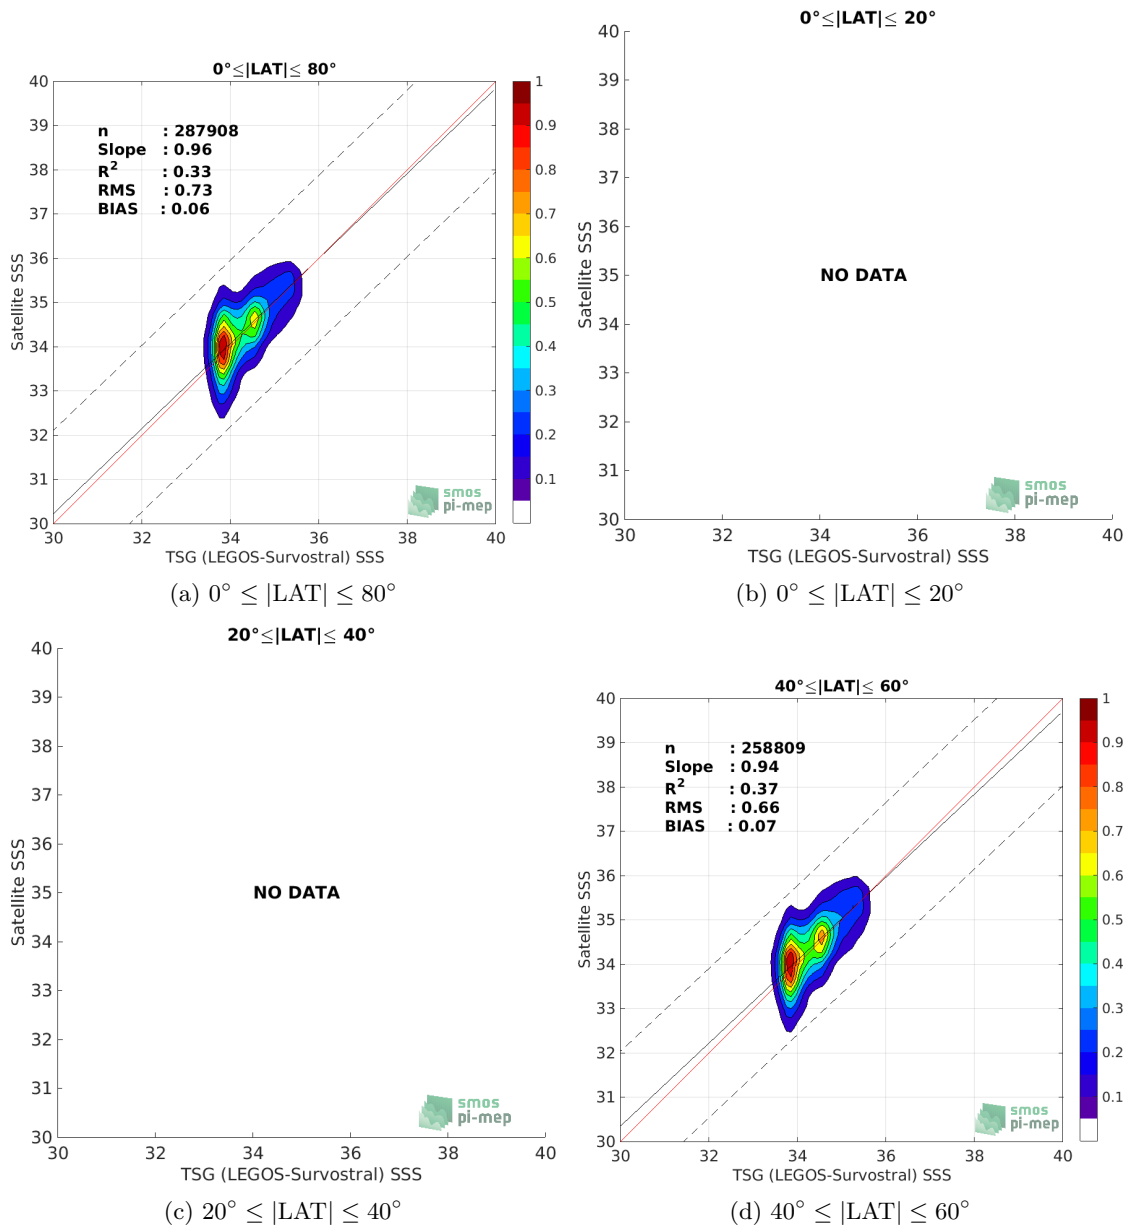 0°≤|LAT|≤ 80°
40
39
38
37
36
35
34
33
32
31
30
Satellite SSS
n : 287908
Slope : 0.96
R² : 0.33
RMS : 0.73
BIAS : 0.06
smos
pi-mep
30 32 34 36 38 40
TSG (LEGOS-Survostral) SSS
1
0.9
0.8
0.7
0.6
0.5
0.4
0.3
0.2
0.1
(a) 0° ≤ |LAT| ≤ 80°
0°≤|LAT|≤ 20°
40
39
38
37
36
35
34
33
32
31
30
Satellite SSS
NO DATA
smos
pi-mep
30 32 34 36 38 40
TSG (LEGOS-Survostral) SSS
(b) 0° ≤ |LAT| ≤ 20°
20°≤|LAT|≤ 40°
40
39
38
37
36
35
34
33
32
31
30
Satellite SSS
NO DATA
smos
pi-mep
30 32 34 36 38 40
TSG (LEGOS-Survostral) SSS
(c) 20° ≤ |LAT| ≤ 40°
40°≤|LAT|≤ 60°
40
39
38
37
36
35
34
33
32
31
30
Satellite SSS
n : 258809
Slope : 0.94
R² : 0.37
RMS : 0.66
BIAS : 0.07
smos
pi-mep
30 32 34 36 38 40
TSG (LEGOS-Survostral) SSS
1
0.9
0.8
0.7
0.6
0.5
0.4
0.3
0.2
0.1
(d) 40° ≤ |LAT| ≤ 60°